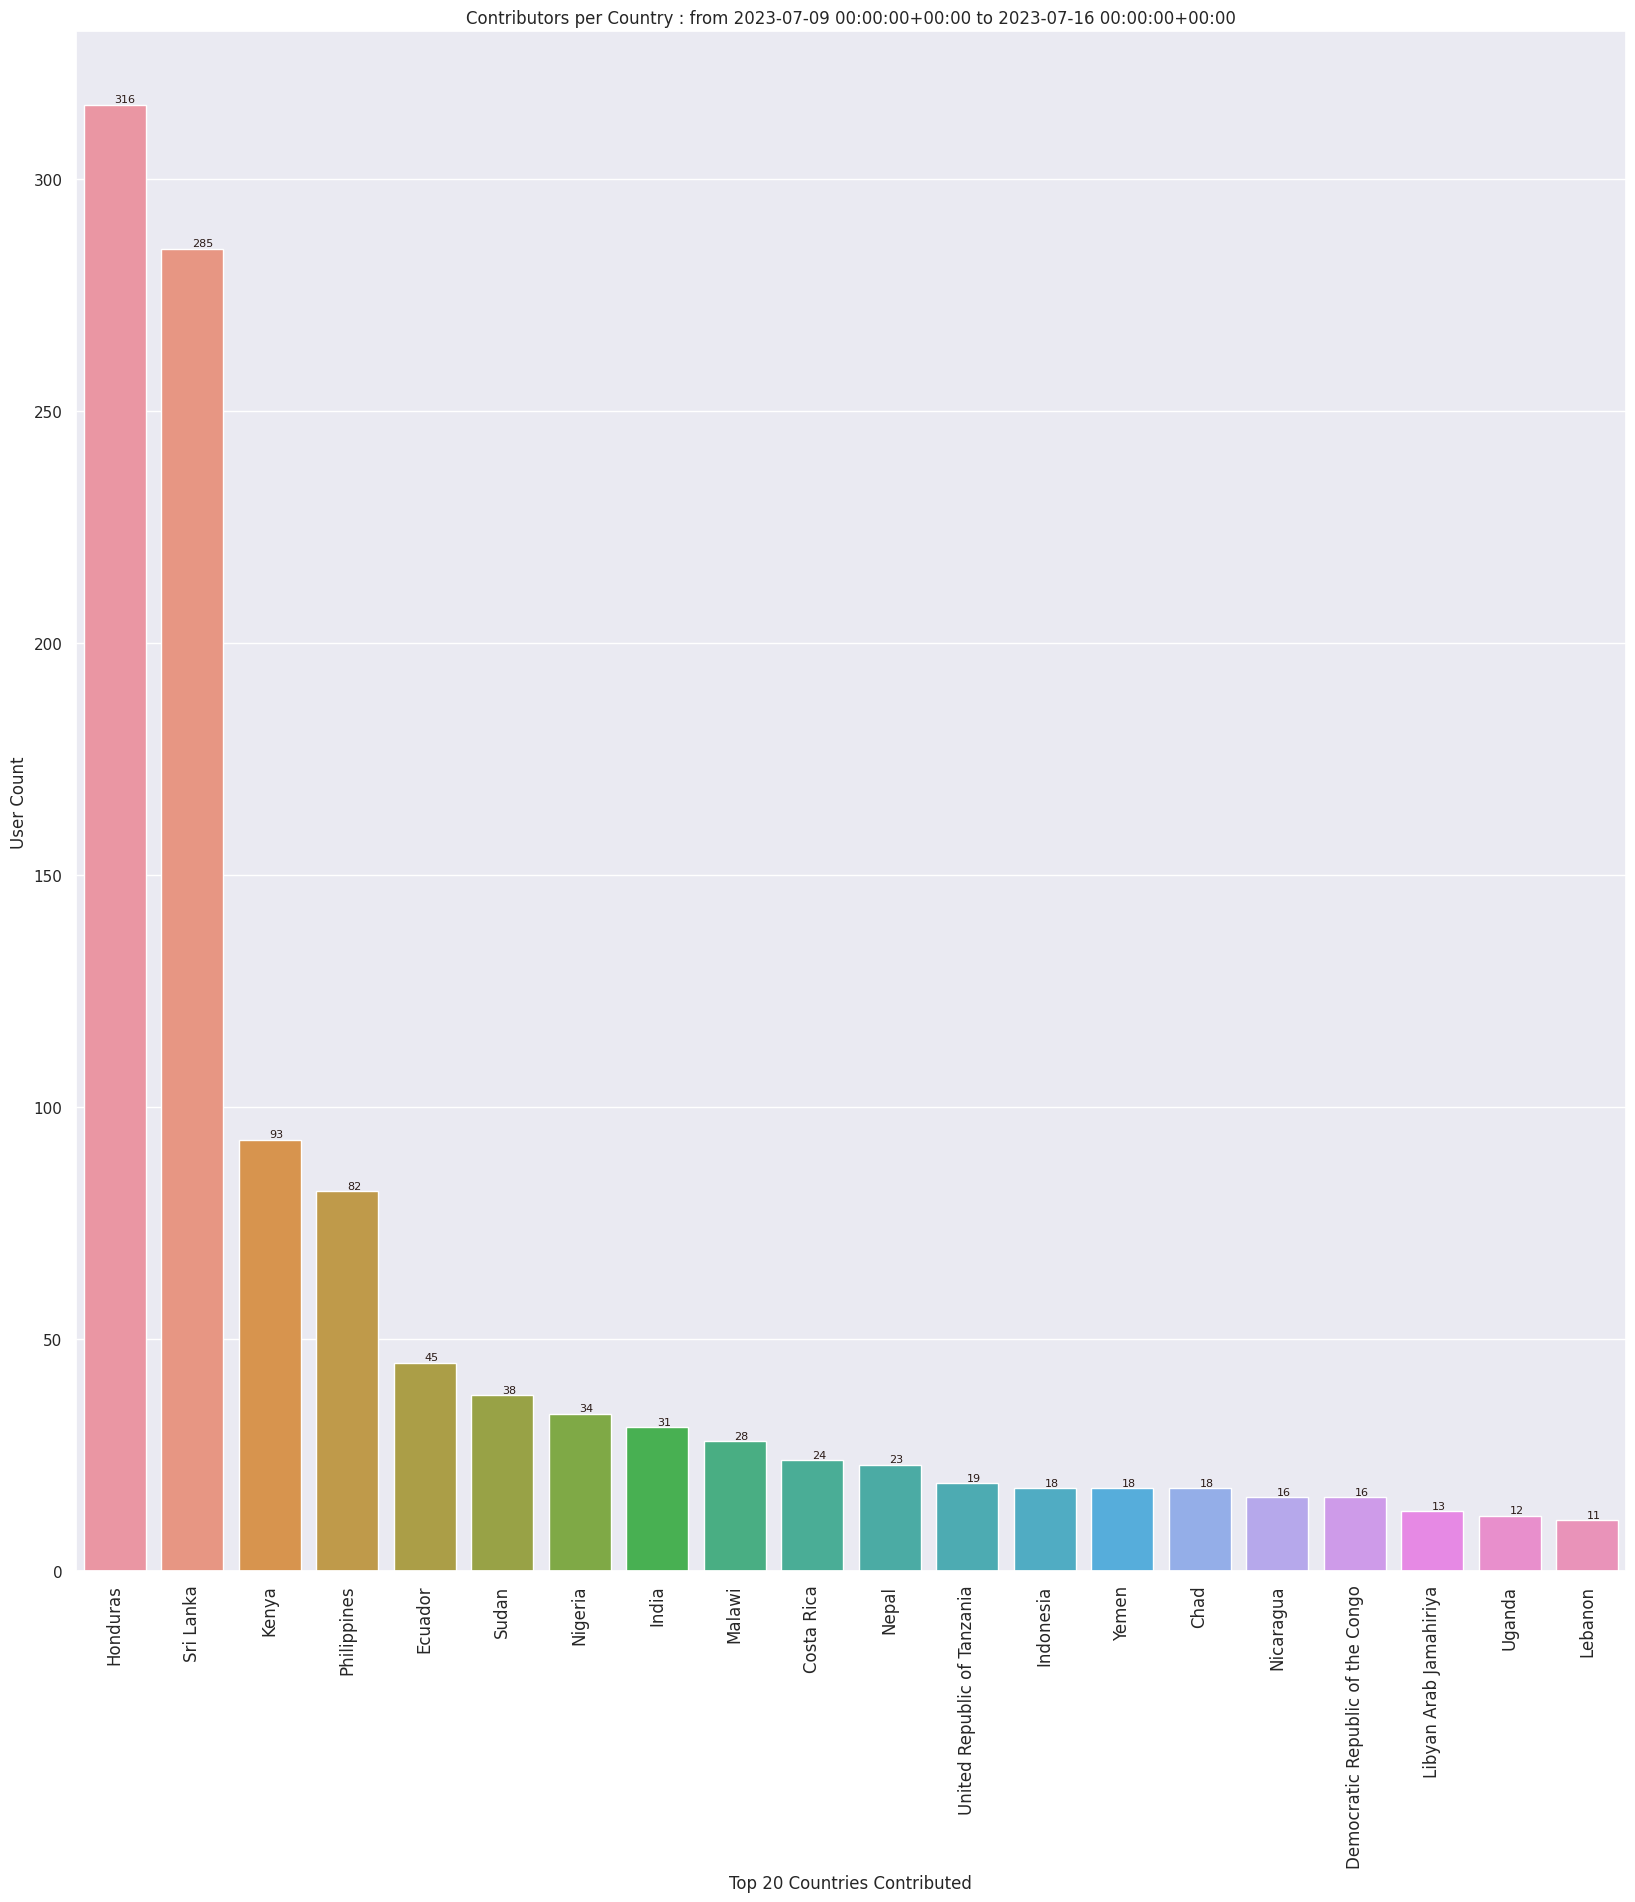 Contributors per Country : from 2023-07-09 00:00:00+00:00 to 2023-07-16 00:00:00+00:00
316
285
93
82
45
38
34
31
28
24
23
19
18
18
18
16
16
13
12
11
300
250
200
150
100
50
0
User Count
Honduras
Sri Lanka
Kenya
Philippines
Ecuador
Sudan
Nigeria
India
Malawi
Costa Rica
Nepal
United Republic of Tanzania
Indonesia
Yemen
Chad
Nicaragua
Democratic Republic of the Congo
Libyan Arab Jamahiriya
Uganda
Lebanon
Top 20 Countries Contributed